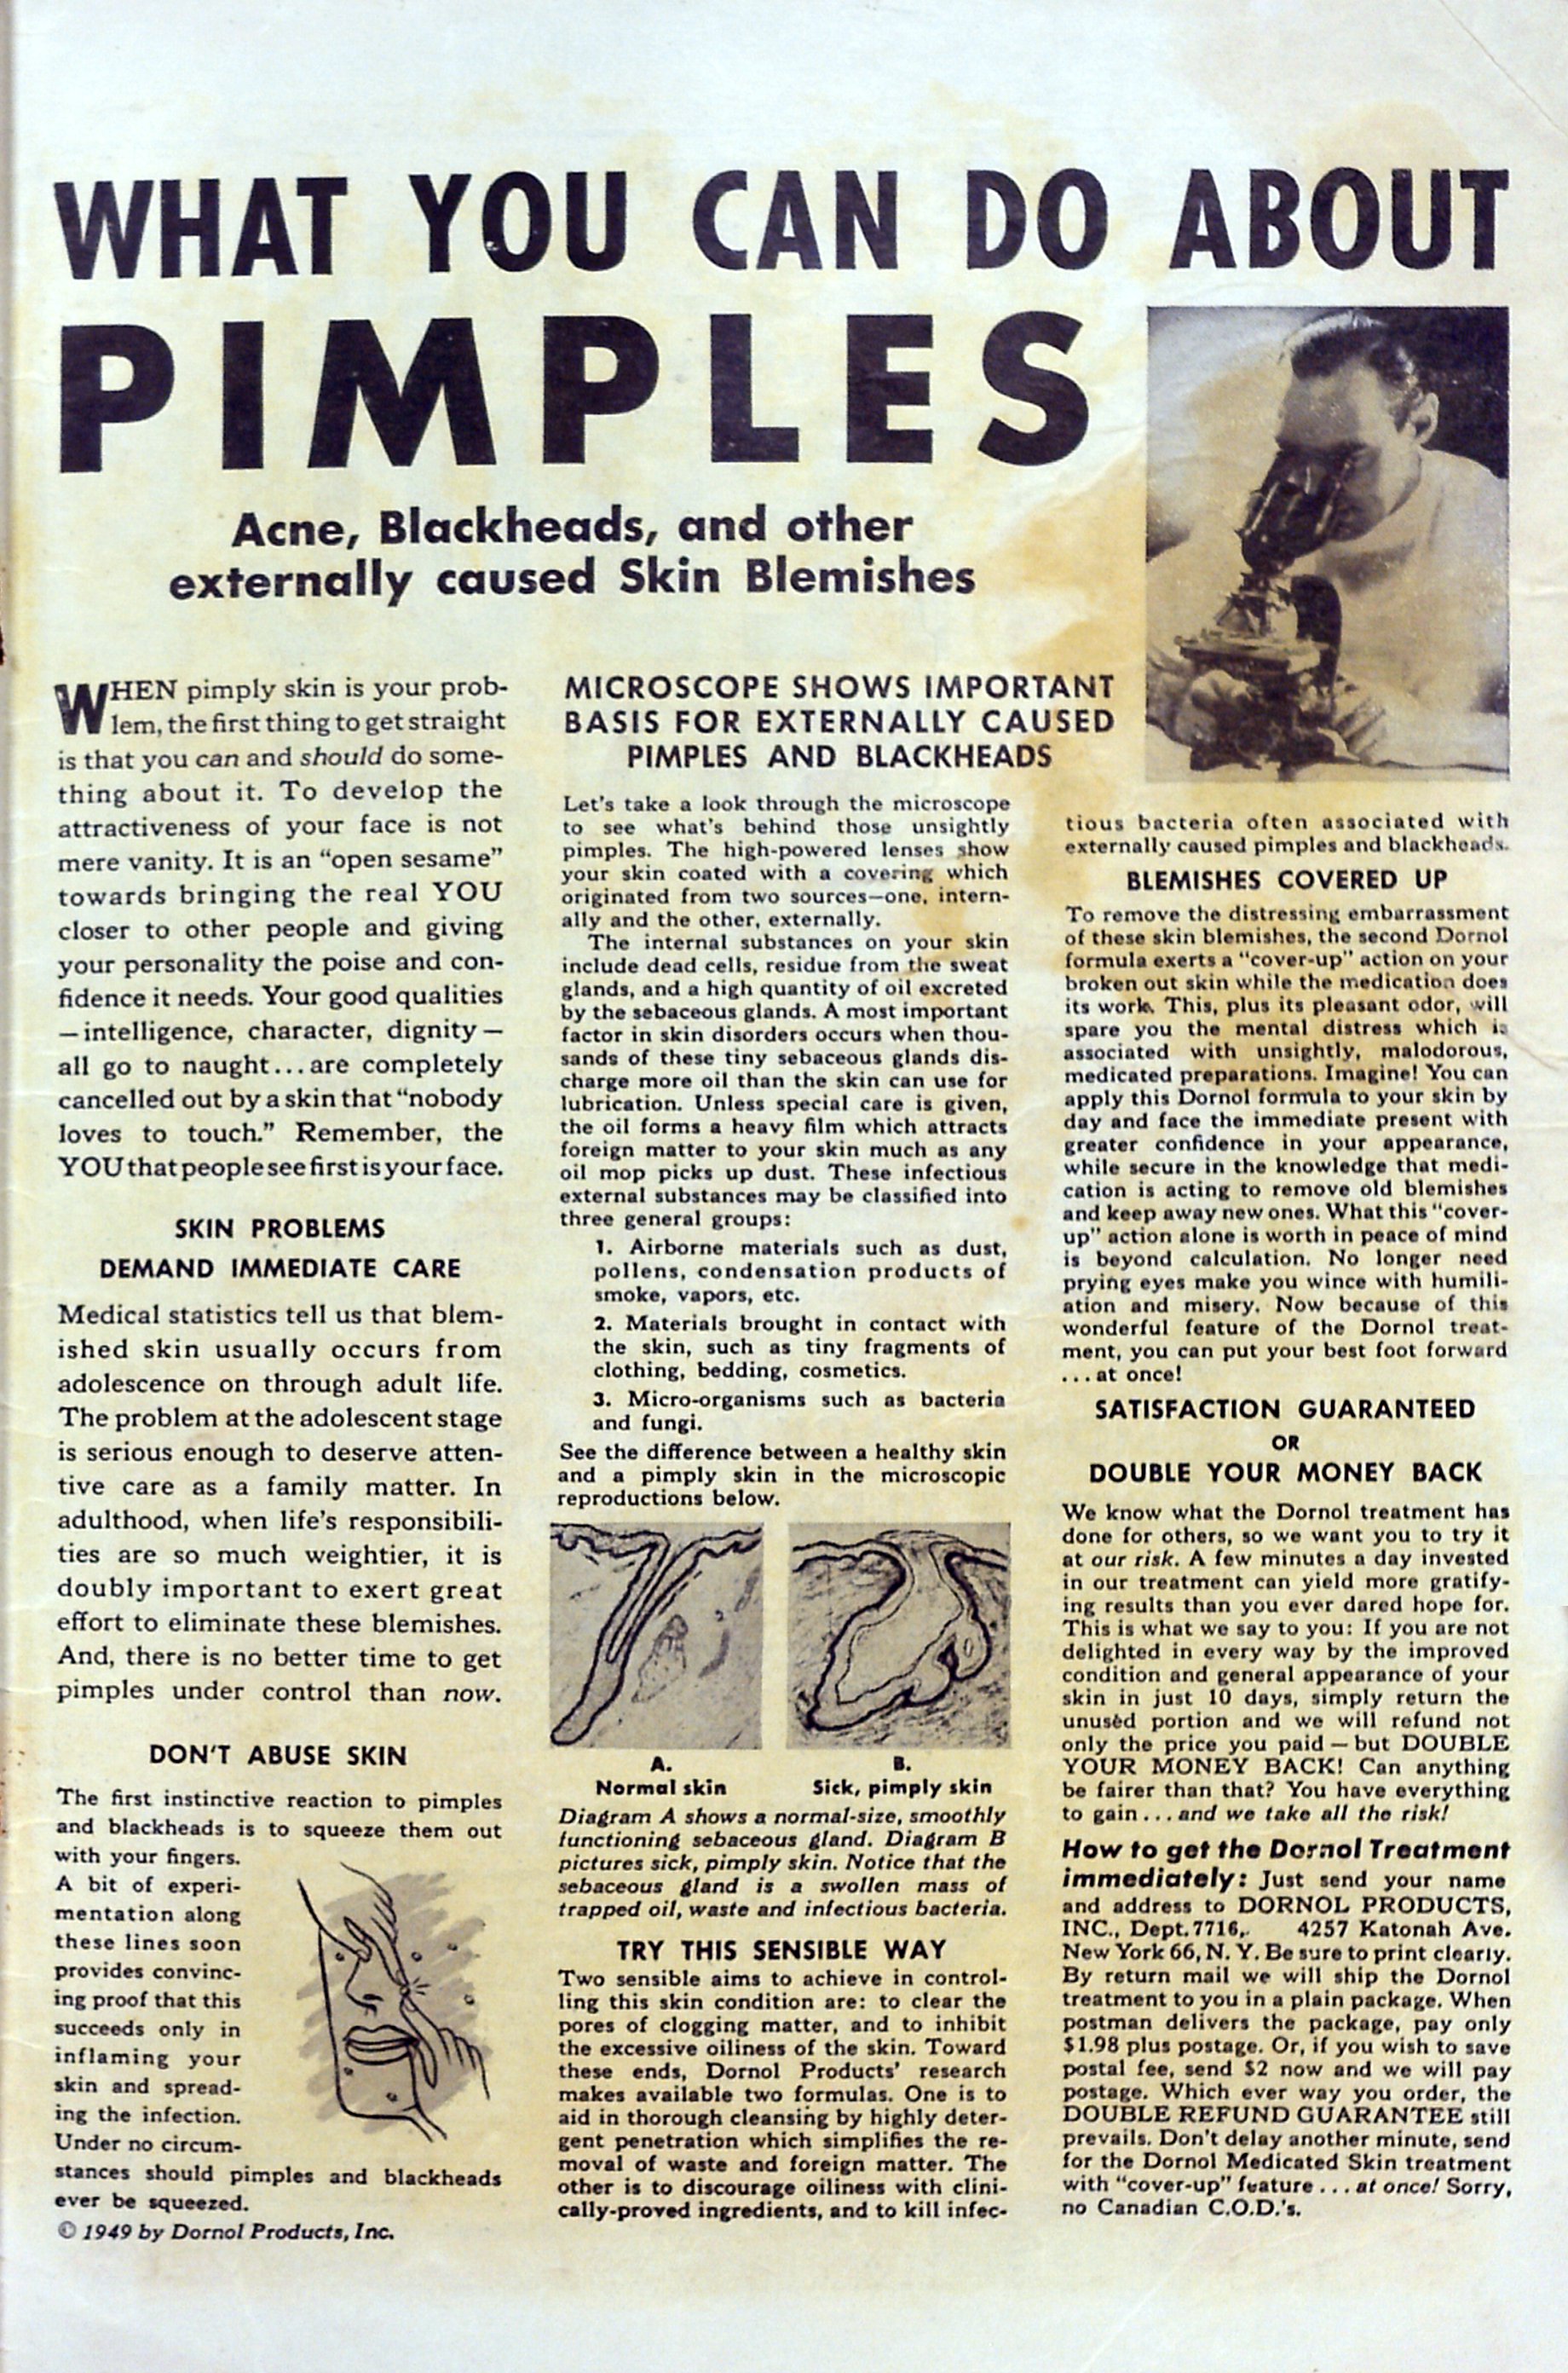 WHAT YOU CAN DO ABOUT
PIMPLES
Acne, Blackheads, and other
externally caused Skin Blemishes
WHEN pimply skin is your prob-
lem, the first thing to get straight
is that you can and should do some-
thing about it. To develop the
attractiveness of your face is not
mere vanity. It is an “open sesame”
towards bringing the real YOU
closer to other people and giving
your personality the poise and con-
fidence it needs. Your good qualities
—intelligence, character, dignity—
all go to naught...are completely
cancelled out by a skin that “nobody
loves to touch.” Remember, the
YOU that people see first is your face.
SKIN PROBLEMS
DEMAND IMMEDIATE CARE
Medical statistics tell us that blem-
ished skin usually occurs from
adolescence on through adult life.
The problem at the adolescent stage
is serious enough to deserve atten-
tive care as a family matter. In
adulthood, when life's responsibili-
ties are so much weightier, it is
doubly important to exert great
effort to eliminate these blemishes.
And, there is no better time to get
pimples under control than now.
DON'T ABUSE SKIN
The first instinctive reaction to pimples
and blackheads is to squeeze them out
with your fingers.
A bit of experi-
mentation along
these lines soon
provides convinc-
ing proof that this
succeeds only in
inflaming your
skin and spread-
ing the infection.
Under no circum-
stances should pimples and blackheads
ever be squeezed.
© 1949 by Dornol Products, Inc.
MICROSCOPE SHOWS IMPORTANT
BASIS FOR EXTERNALLY CAUSED
PIMPLES AND BLACKHEADS
Let's take a look through the microscope
to see what's behind those unsightly
pimples. The high-powered lenses show
your skin coated with a covering which
originated from two sources—one, intern-
ally and the other, externally.
The internal substances on your skin
include dead cells, residue from the sweat
glands, and a high quantity of oil excreted
by the sebaceous glands. A most important
factor in skin disorders occurs when thou-
sands of these tiny sebaceous glands dis-
charge more oil than the skin can use for
lubrication. Unless special care is given,
the oil forms a heavy film which attracts
foreign matter to your skin much as any
oil mop picks up dust. These infectious
external substances may be classified into
three general groups:
1. Airborne materials such as dust,
pollens, condensation products of
smoke, vapors, etc.
2. Materials brought in contact with
the skin, such as tiny fragments of
clothing, bedding, cosmetics.
3. Micro-organisms such as bacteria
and fungi.
See the difference between a healthy skin
and a pimply skin in the microscopic
reproductions below.
A.
Normal skin
B.
Sick, pimply skin
Diagram A shows a normal-size, smoothly
functioning sebaceous gland. Diagram B
pictures sick, pimply skin. Notice that the
sebaceous gland is a swollen mass of
trapped oil, waste and infectious bacteria.
TRY THIS SENSIBLE WAY
Two sensible aims to achieve in control-
ling this skin condition are: to clear the
pores of clogging matter, and to inhibit
the excessive oiliness of the skin. Toward
these ends, Dornol Products' research
makes available two formulas. One is to
aid in thorough cleansing by highly deter-
gent penetration which simplifies the re-
moval of waste and foreign matter. The
other is to discourage oiliness with clini-
cally-proved ingredients, and to kill infec-
tious bacteria often associated with
externally caused pimples and blackheads.
BLEMISHES COVERED UP
To remove the distressing embarrassment
of these skin blemishes, the second Dornol
formula exerts a “cover-up” action on your
broken out skin while the medication does
its work. This, plus its pleasant odor, will
spare you the mental distress which is
associated with unsightly, malodorous,
medicated preparations. Imagine! You can
apply this Dornol formula to your skin by
day and face the immediate present with
greater confidence in your appearance,
while secure in the knowledge that medi-
cation is acting to remove old blemishes
and keep away new ones. What this “cover-
up” action alone is worth in peace of mind
is beyond calculation. No longer need
prying eyes make you wince with humili-
ation and misery. Now because of this
wonderful feature of the Dornol treat-
ment, you can put your best foot forward
...at once!
SATISFACTION GUARANTEED
OR
DOUBLE YOUR MONEY BACK
We know what the Dornol treatment has
done for others, so we want you to try it
at our risk. A few minutes a day invested
in our treatment can yield more gratify-
ing results than you ever dared hope for.
This is what we say to you: If you are not
delighted in every way by the improved
condition and general appearance of your
skin in just 10 days, simply return the
unused portion and we will refund not
only the price you paid—but DOUBLE
YOUR MONEY BACK! Can anything
be fairer than that? You have everything
to gain...and we take all the risk!
How to get the Dornol Treatment
immediately: Just send your name
and address to DORNOL PRODUCTS,
INC., Dept. 7716, 4257 Katonah Ave.
New York 66, N. Y. Be sure to print clearly.
By return mail we will ship the Dornol
treatment to you in a plain package. When
postman delivers the package, pay only
$1.98 plus postage. Or, if you wish to save
postal fee, send $2 now and we will pay
postage. Which ever way you order, the
DOUBLE REFUND GUARANTEE still
prevails. Don't delay another minute, send
for the Dornol Medicated Skin treatment
with “cover-up” feature...at once! Sorry,
no Canadian C.O.D.'s.